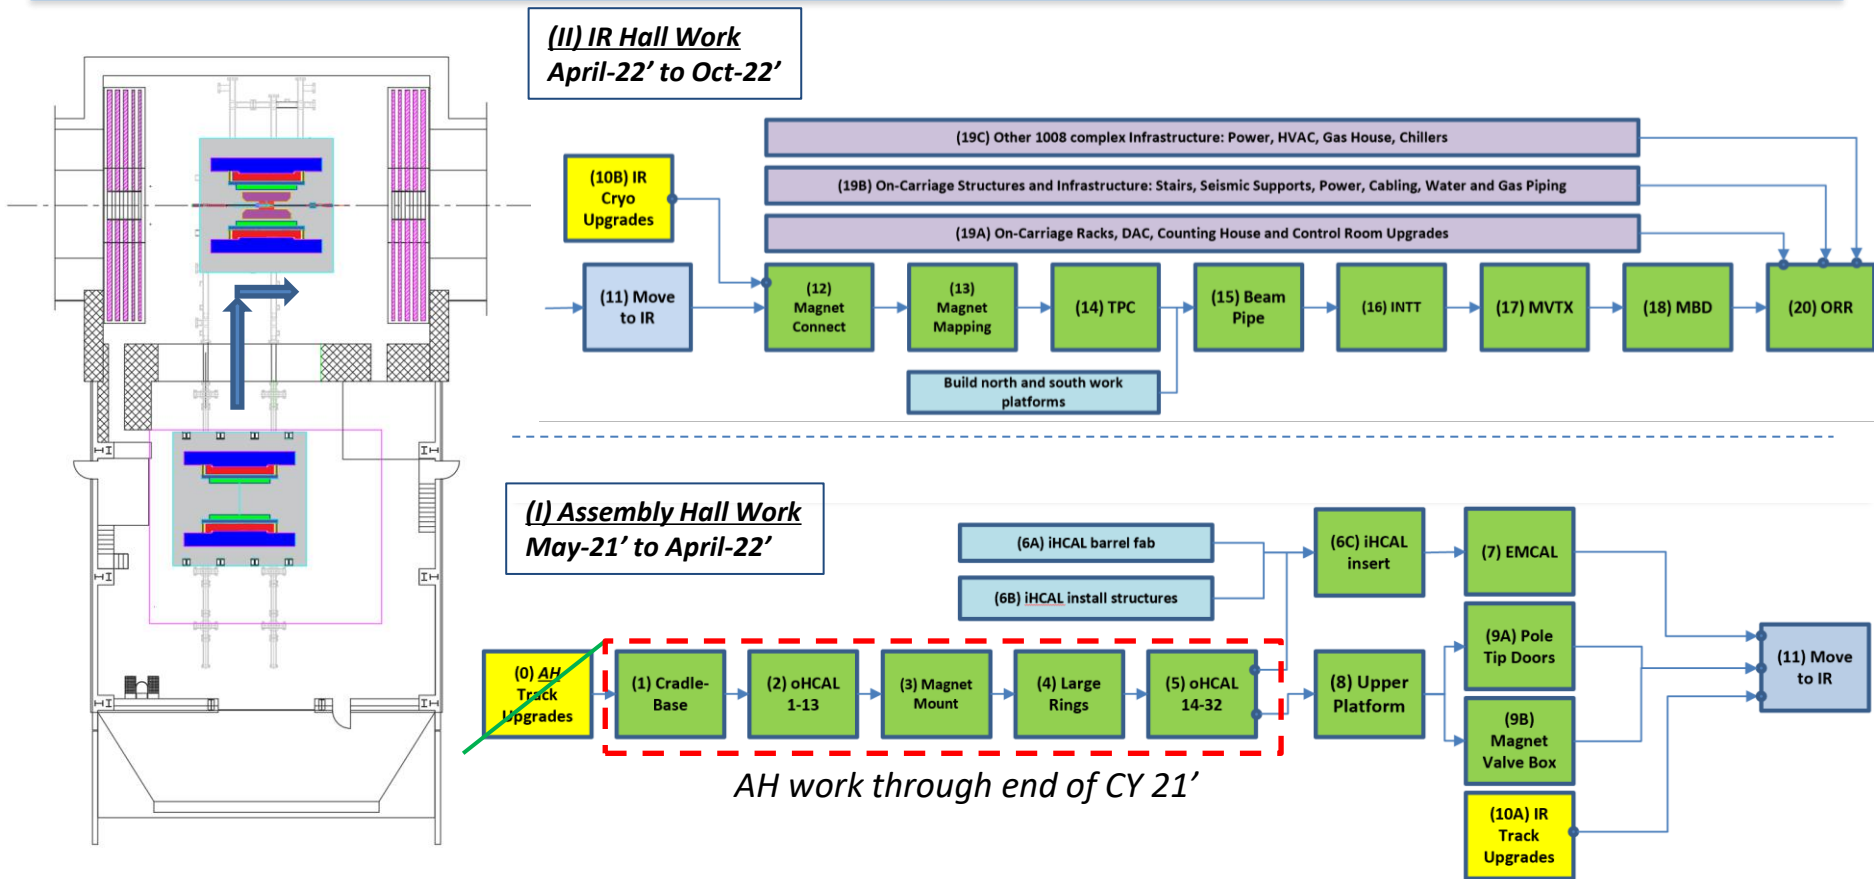 (II) IR Hall Work
April-22’ to Oct-22’
(19C) Other 1008 complex Infrastructure: Power, HVAC, Gas House, Chillers
(10B) IR
Cryo
Upgrades
(19B) On-Carriage Structures and Infrastructure: Stairs, Seismic Supports, Power, Cabling, Water and Gas Piping
(19A) On-Carriage Racks, DAC, Counting House and Control Room Upgrades
(11) Move
to IR
(12)
Magnet
Connect
(13)
Magnet
Mapping
(14) TPC
(15) Beam
Pipe
(16) INTT
(17) MVTX
(18) MBD
(20) ORR
Build north and south work
platforms
(I) Assembly Hall Work
May-21’ to April-22’
(6A) iHCAL barrel fab
(6B) iHCAL install structures
(6C) iHCAL
insert
(7) EMCAL
(0) AH
Track
Upgrades
(1) Cradle-
Base
(2) oHCAL
1-13
(3) Magnet
Mount
(4) Large
Rings
(5) oHCAL
14-32
(8) Upper
Platform
(9A) Pole
Tip Doors
(9B)
Magnet
Valve Box
(10A) IR
Track
Upgrades
(11) Move
to IR
AH work through end of CY 21’